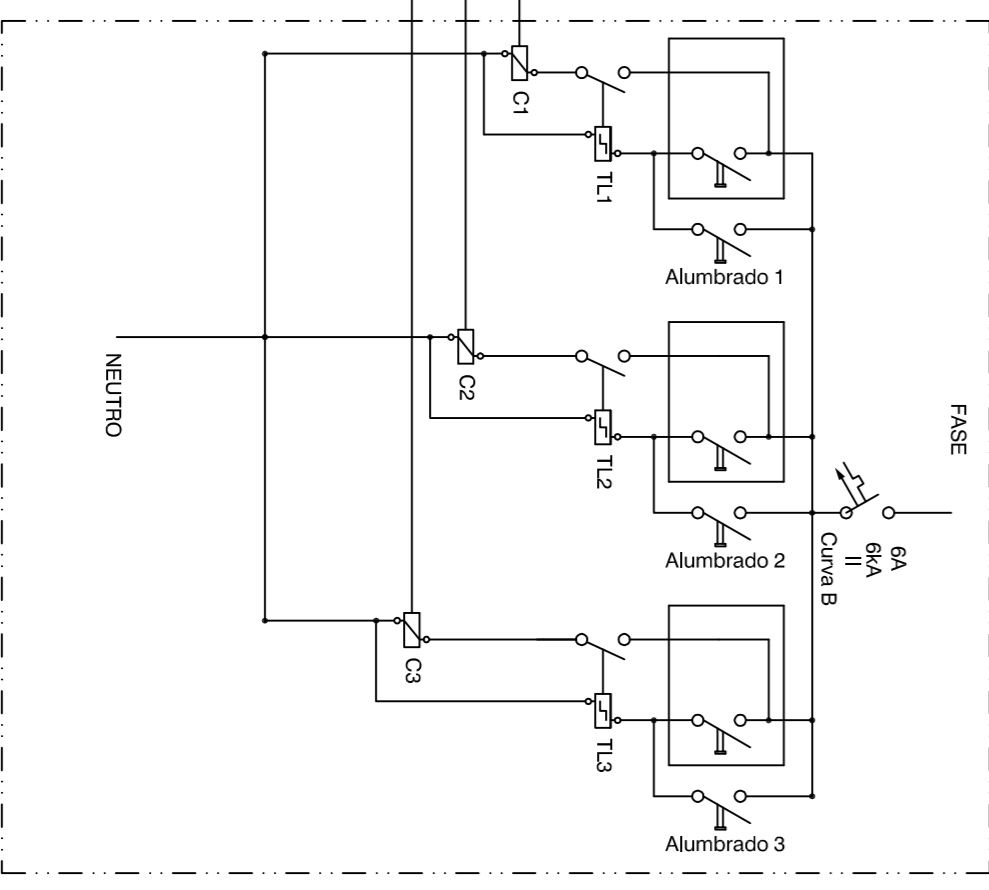 C1
TL1
Alumbrado 1
NEUTRO
C2
TL2
Alumbrado 2
FASE
6A
6kA
II
Curva B
C3
TL3
Alumbrado 3